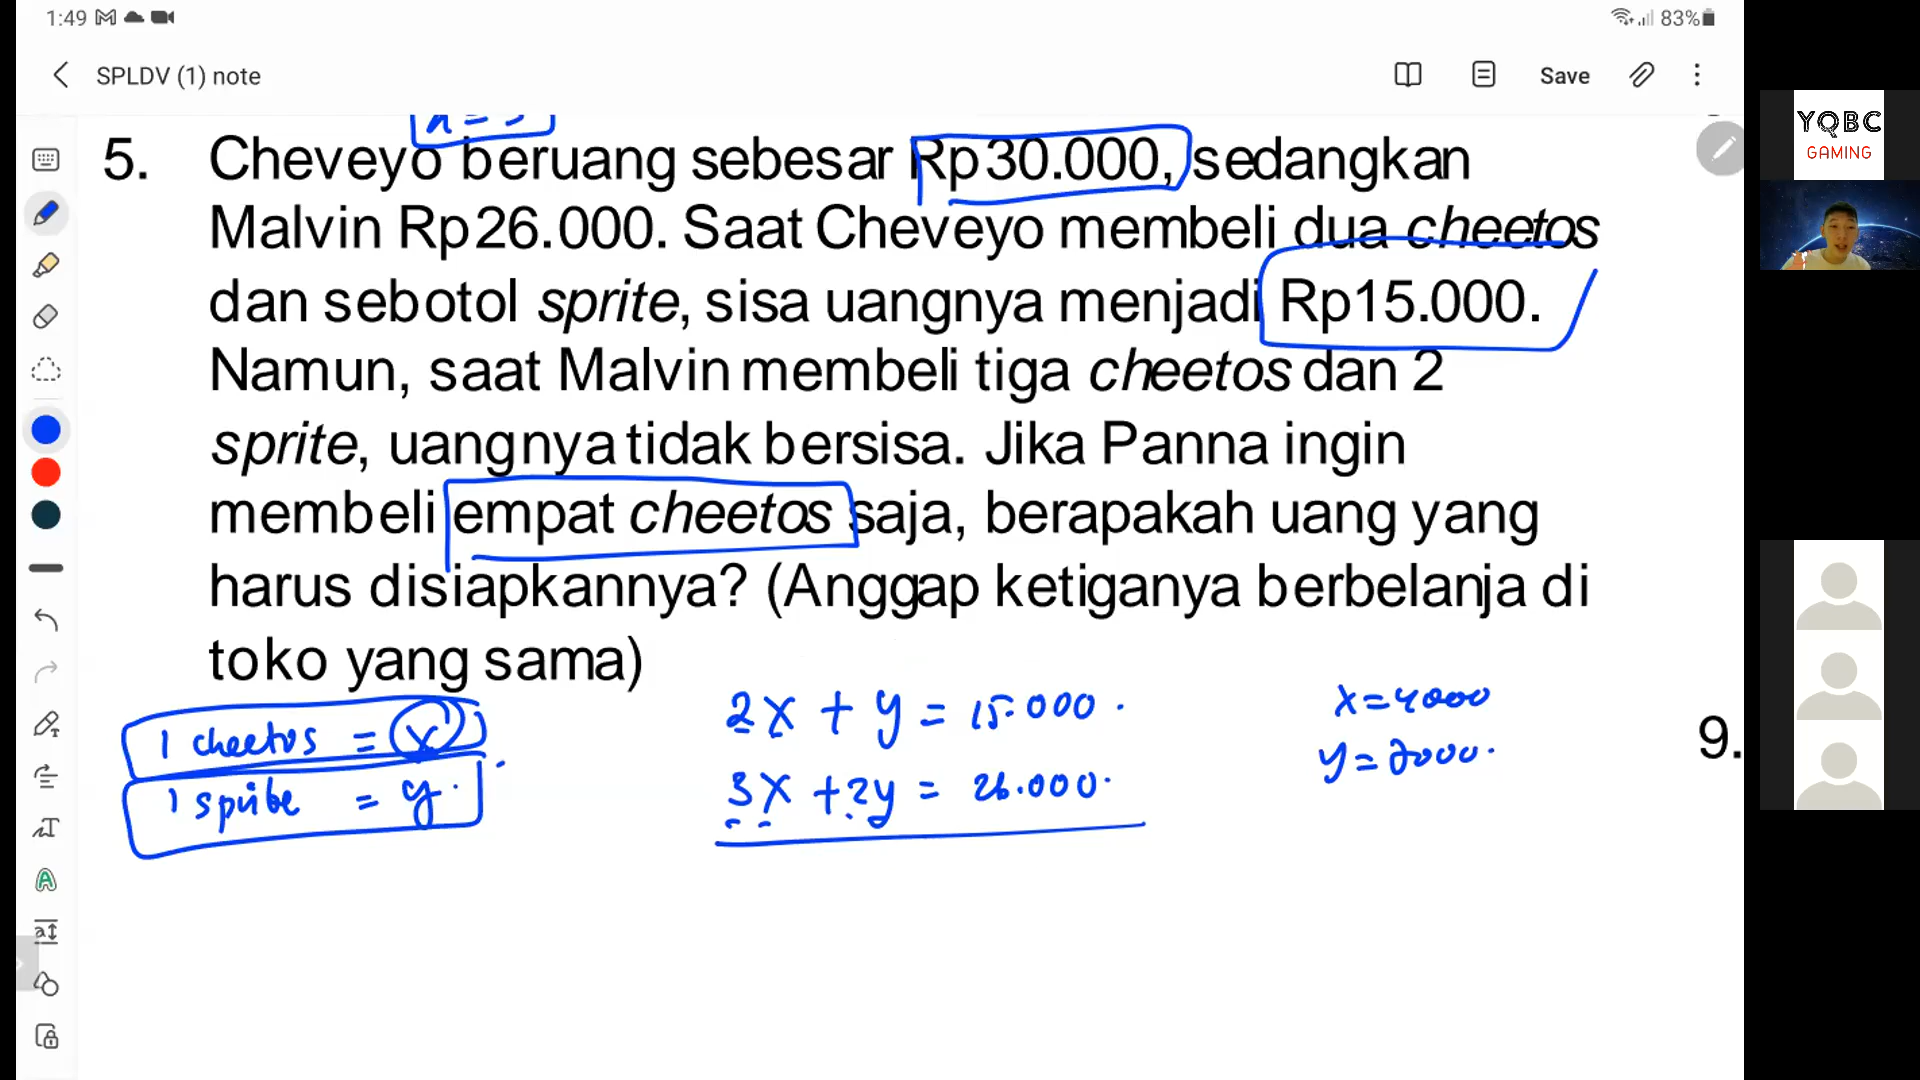 1:49 83%
SPLDV (1) note Save
5. Cheveyo beruang sebesar Rp30.000, sedangkan
Malvin Rp26.000. Saat Cheveyo membeli dua cheetos
dan sebotol sprite, sisa uangnya menjadi Rp15.000.
Namun, saat Malvin membeli tiga cheetos dan 2
sprite, uangnya tidak bersisa. Jika Panna ingin
membeli empat cheetos saja, berapakah uang yang
harus disiapkannya? (Anggap ketiganya berbelanja di
toko yang sama)
1 cheetos = x
1 sprite = y.
2x + y = 15.000.
3x + 2y = 26.000.
x = 4000
y = 7000.
9.
YQBC
GAMING